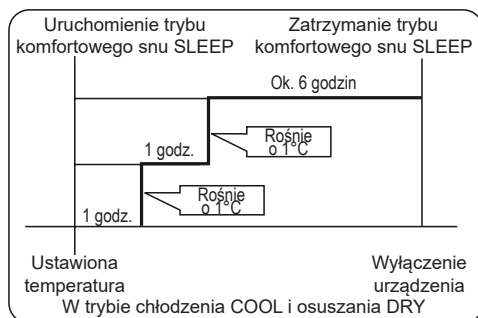 Uruchomienie trybu
komfortowego snu SLEEP
Zatrzymanie trybu
komfortowego snu SLEEP
Ok. 6 godzin
Rośnie
o 1°C
1 godz.
Rośnie
o 1°C
1 godz.
Ustawiona
temperatura
Wyłączenie
urządzenia
W trybie chłodzenia COOL i osuszania DRY